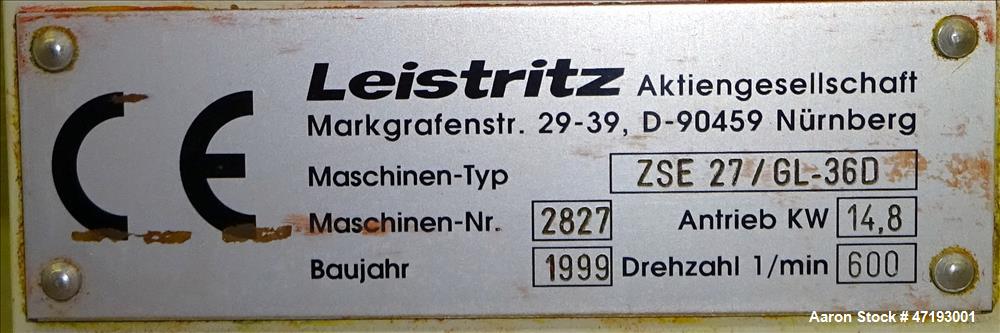 CE
Leistritz Aktiengesellschaft
Markgrafenstr. 29-39, D-90459 Nürnberg
Maschinen-Typ ZSE 27/GL-36D
Maschinen-Nr. 2827 Antrieb KW 14,8
Baujahr 1999 Drehzahl 1/min 600
Aaron Stock # 47193001